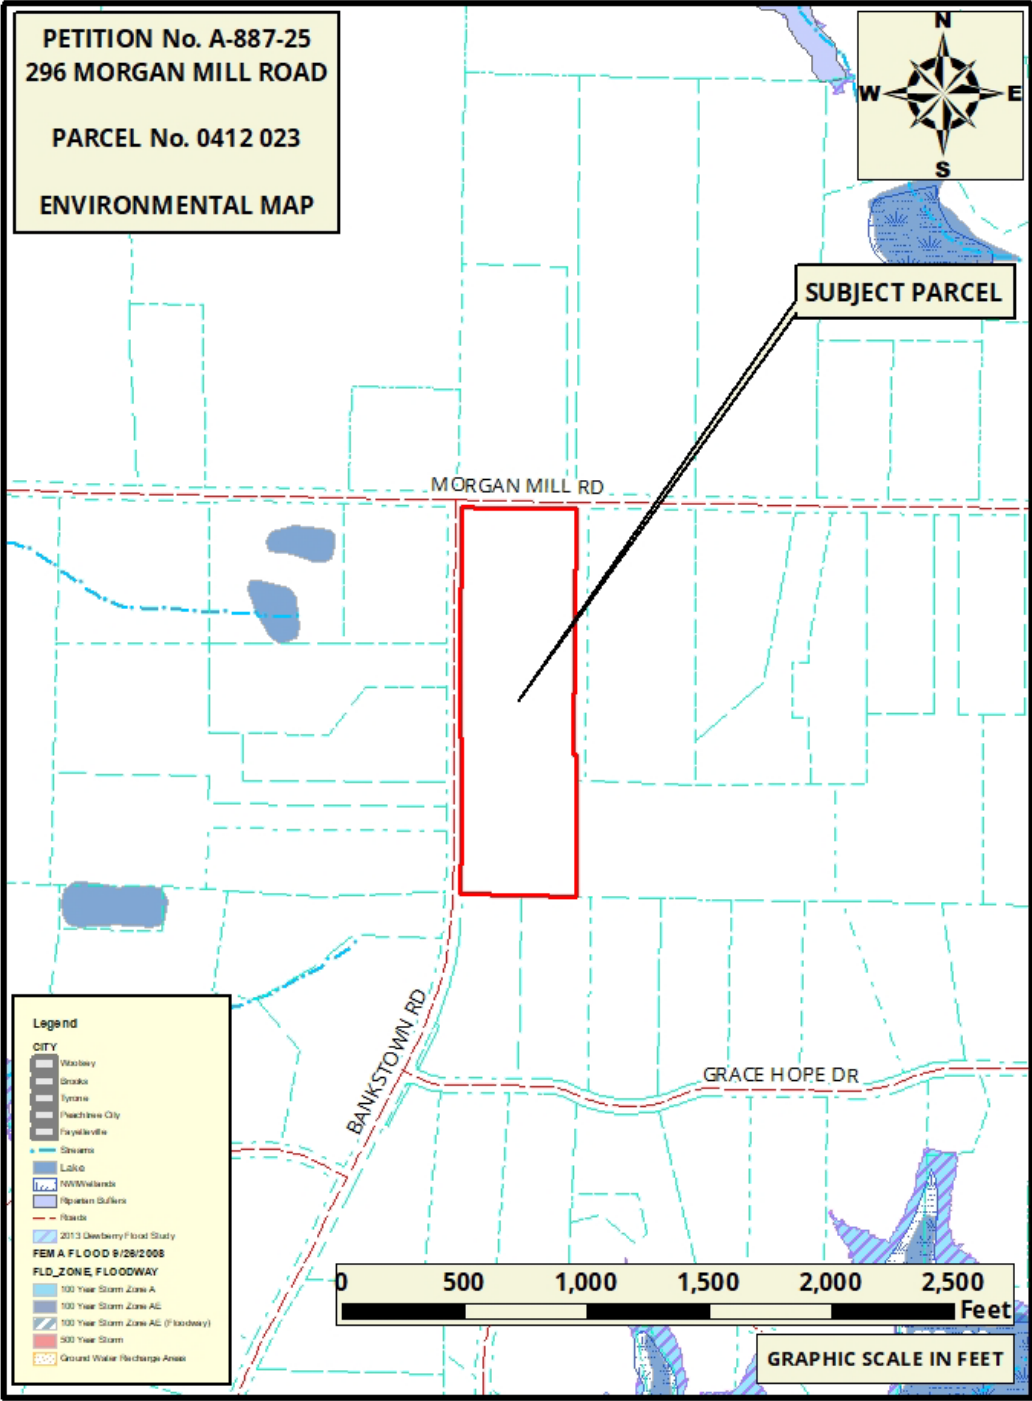 PETITION No. A-887-25
296 MORGAN MILL ROAD
PARCEL No. 0412 023
ENVIRONMENTAL MAP
N
W
E
S
SUBJECT PARCEL
MORGAN MILL RD
BANKSTOWN RD
GRACE HOPE DR
Legend
CITY
Woolsey
Brooks
Tyrone
Peachtree City
Fayetteville
Streams
Lake
NWIWetlands
Riparian Buffers
Roads
2013 Dewberry Flood Study
FEMA FLOOD 9/26/2008
FLD_ZONE, FLOODWAY
100 Year Storm Zone A
100 Year Storm Zone AE
100 Year Storm Zone AE (Floodway)
500 Year Storm
Ground Water Recharge Areas
0 500 1,000 1,500 2,000 2,500
Feet
GRAPHIC SCALE IN FEET